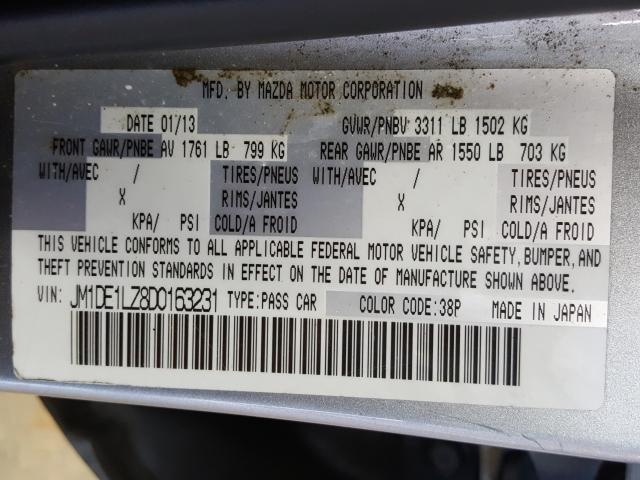 MFD. BY MAZDA MOTOR CORPORATION
DATE 01/13 GVWR/PNBV 3311 LB 1502 KG
FRONT GAWR/PNBE AV 1761 LB 799 KG REAR GAWR/PNBE AR 1550 LB 703 KG
WITH/AVEC / TIRES/PNEUS WITH/AVEC / TIRES/PNEUS
X RIMS/JANTES X RIMS/JANTES
KPA/ PSI COLD/A FROID KPA/ PSI COLD/A FROID
THIS VEHICLE CONFORMS TO ALL APPLICABLE FEDERAL MOTOR VEHICLE SAFETY, BUMPER, AND
THEFT PREVENTION STANDARDS IN EFFECT ON THE DATE OF MANUFACTURE SHOWN ABOVE.
VIN: JM1DE1LZ8D0163231 TYPE:PASS CAR COLOR CODE:38P MADE IN JAPAN